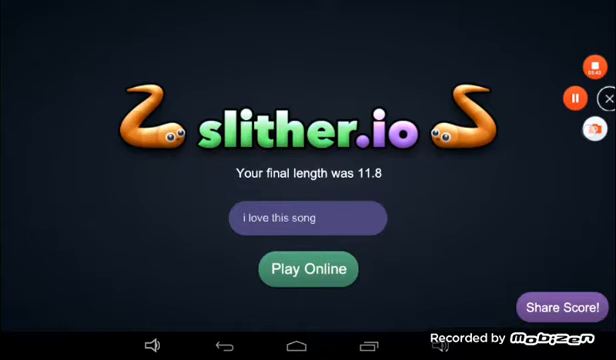 slither.io
Your final length was 11.8
i love this song
Play Online
Share Score!
Recorded by mobizen